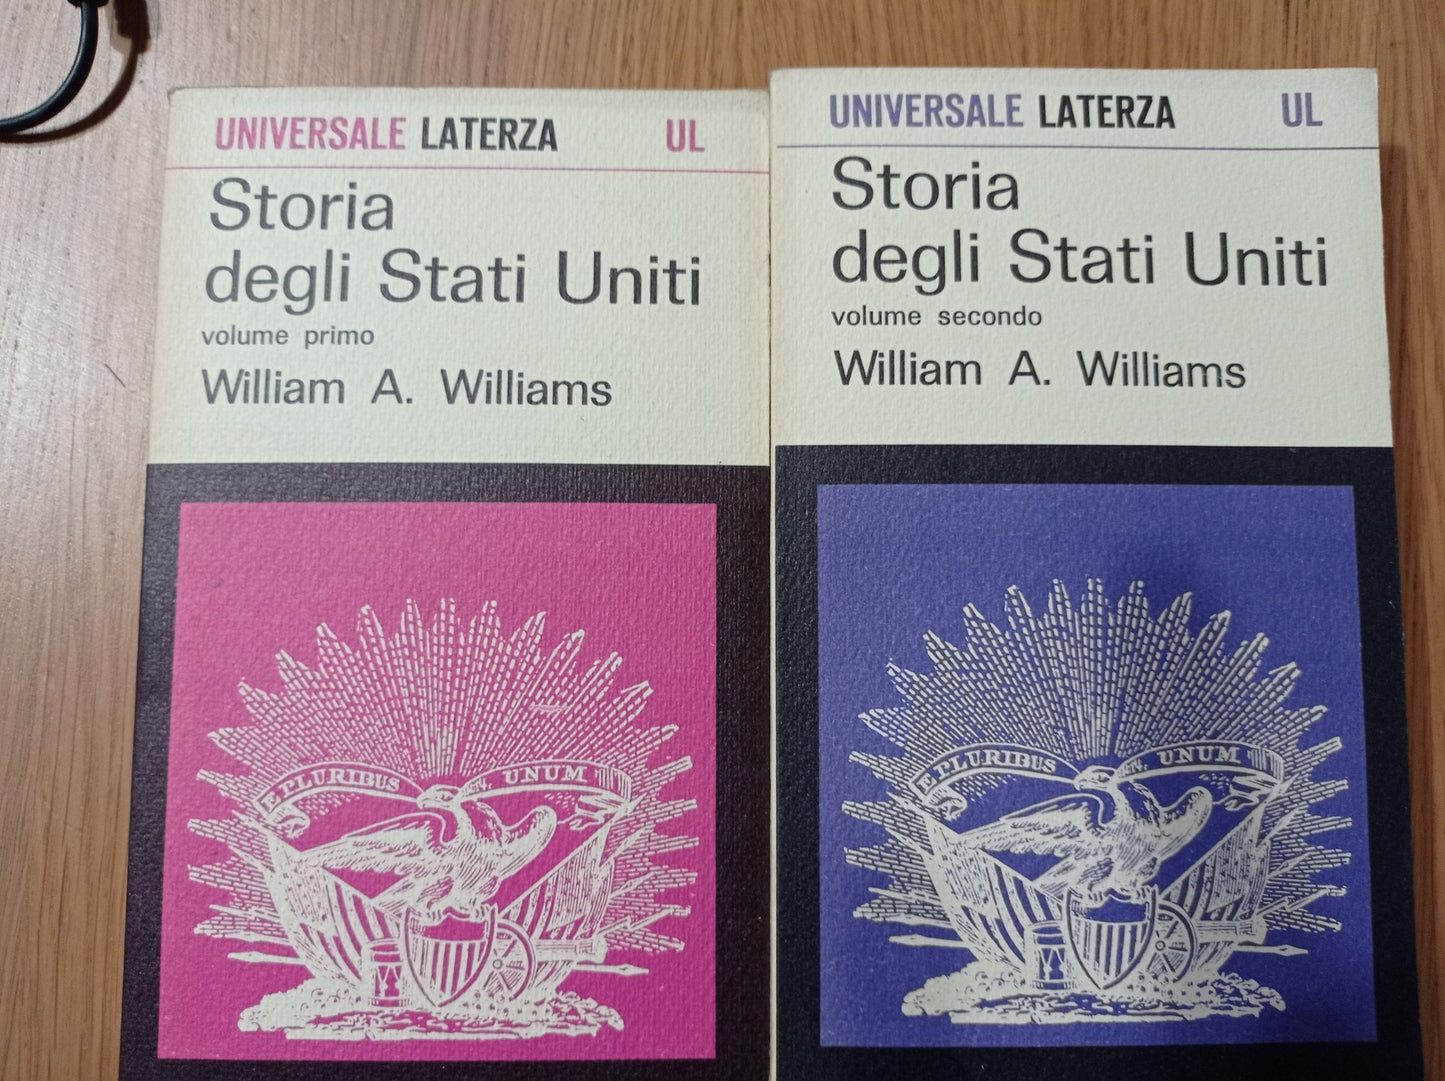 UNIVERSALE LATERZA UL
Storia
degli Stati Uniti
volume primo
William A. Williams
E PLURIBUS UNUM
UNIVERSALE LATERZA UL
Storia
degli Stati Uniti
volume secondo
William A. Williams
E PLURIBUS UNUM